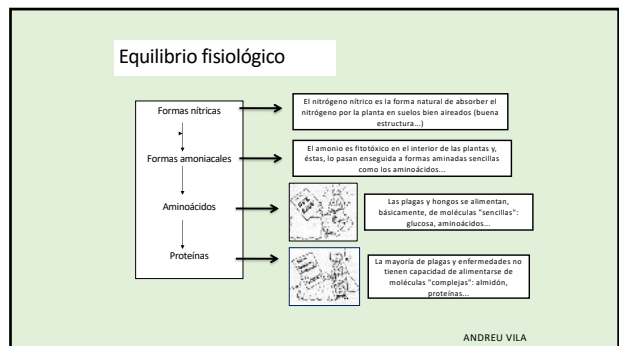 Equilibrio fisiológico
Formas nítricas
El nitrógeno nítrico es la forma natural de absorber el
nitrógeno por la planta en suelos bien aireados (buena
estructura...)
Formas amoniacales
El amonio es fitotóxico en el interior de las plantas y,
éstas, lo pasan enseguida a formas aminadas sencillas
como los aminoácidos...
Aminoácidos
Las plagas y hongos se alimentan,
básicamente, de moléculas "sencillas":
glucosa, aminoácidos...
Proteínas
La mayoría de plagas y enfermedades no
tienen capacidad de alimentarse de
moléculas "complejas": almidón,
proteínas...
ANDREU VILA